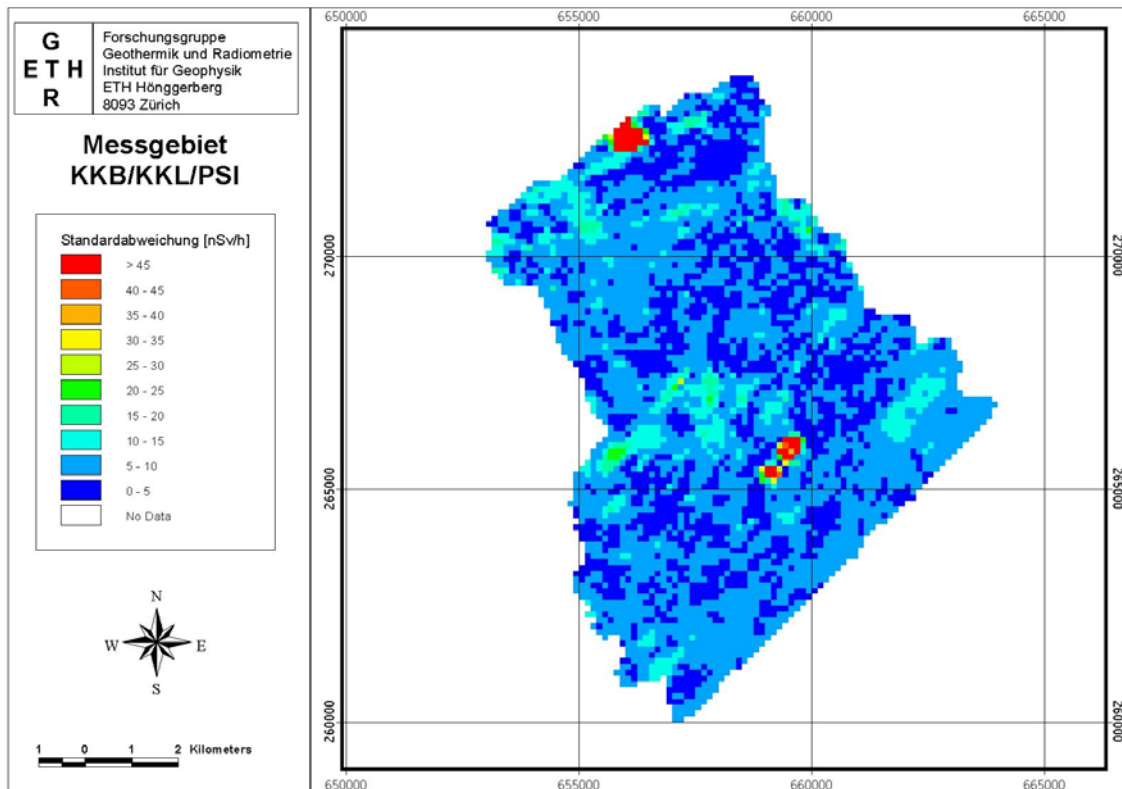 G
E T H
R
Forschungsgruppe
Geothermik und Radiometrie
Institut für Geophysik
ETH Hönggerberg
8093 Zürich
Messgebiet
KKB/KKL/PSI
Standardabweichung [nSv/h]
> 45
40 - 45
35 - 40
30 - 35
25 - 30
20 - 25
15 - 20
10 - 15
5 - 10
0 - 5
No Data
N
W E
S
1 0 1 2 Kilometers
650000 655000 660000 665000
270000 270000
265000 265000
260000 260000
650000 655000 660000 665000